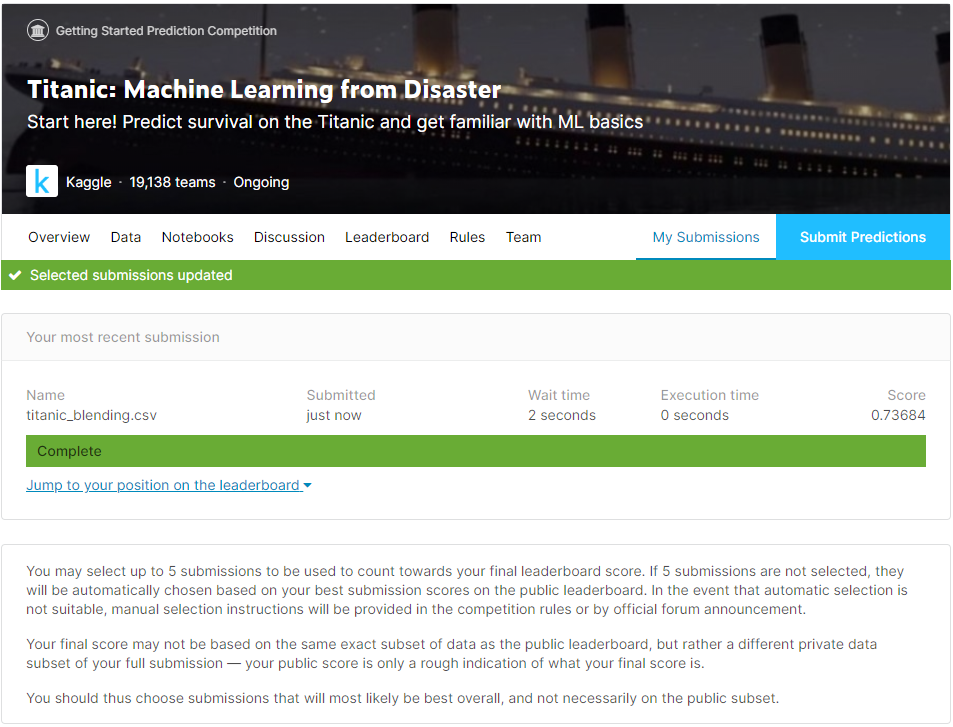 Getting Started Prediction Competition
Titanic: Machine Learning from Disaster
Start here! Predict survival on the Titanic and get familiar with ML basics
k Kaggle · 19,138 teams · Ongoing
Overview Data Notebooks Discussion Leaderboard Rules Team My Submissions Submit Predictions
Selected submissions updated
Your most recent submission
Name Submitted Wait time Execution time Score
titanic_blending.csv just now 2 seconds 0 seconds 0.73684
Complete
Jump to your position on the leaderboard
You may select up to 5 submissions to be used to count towards your final leaderboard score. If 5 submissions are not selected, they
will be automatically chosen based on your best submission scores on the public leaderboard. In the event that automatic selection is
not suitable, manual selection instructions will be provided in the competition rules or by official forum announcement.
Your final score may not be based on the same exact subset of data as the public leaderboard, but rather a different private data
subset of your full submission — your public score is only a rough indication of what your final score is.
You should thus choose submissions that will most likely be best overall, and not necessarily on the public subset.